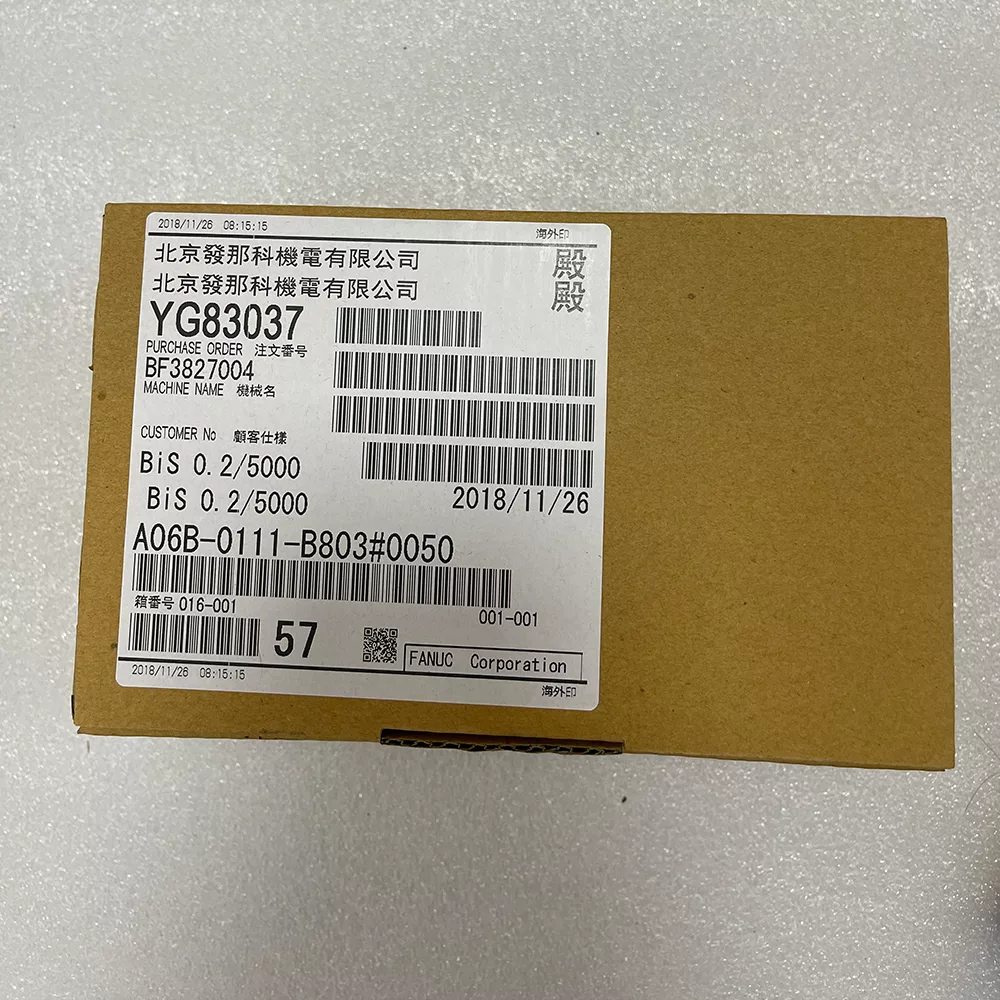 2018/11/26 08:15:15
海外印
北京發那科機電有限公司 殿
北京發那科機電有限公司 殿
YG83037
PURCHASE ORDER 注文番号
BF3827004
MACHINE NAME 機械名
CUSTOMER No 顧客仕様
BiS 0.2/5000
BiS 0.2/5000
2018/11/26
A06B-0111-B803#0050
箱番号 016-001
001-001
57
FANUC Corporation
2018/11/26 08:15:15
海外印